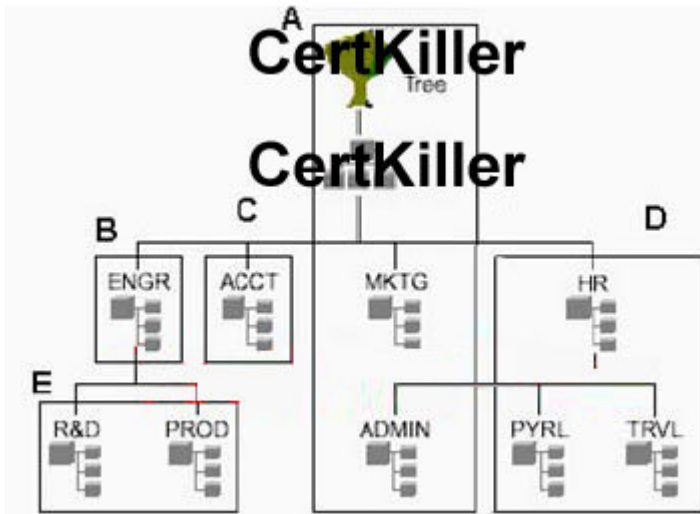 A
CertKiller
Tree
CertKiller
B
C
D
ENGR
ACCT
MKTG
HR
E
R&D
PROD
ADMIN
PYRL
TRVL